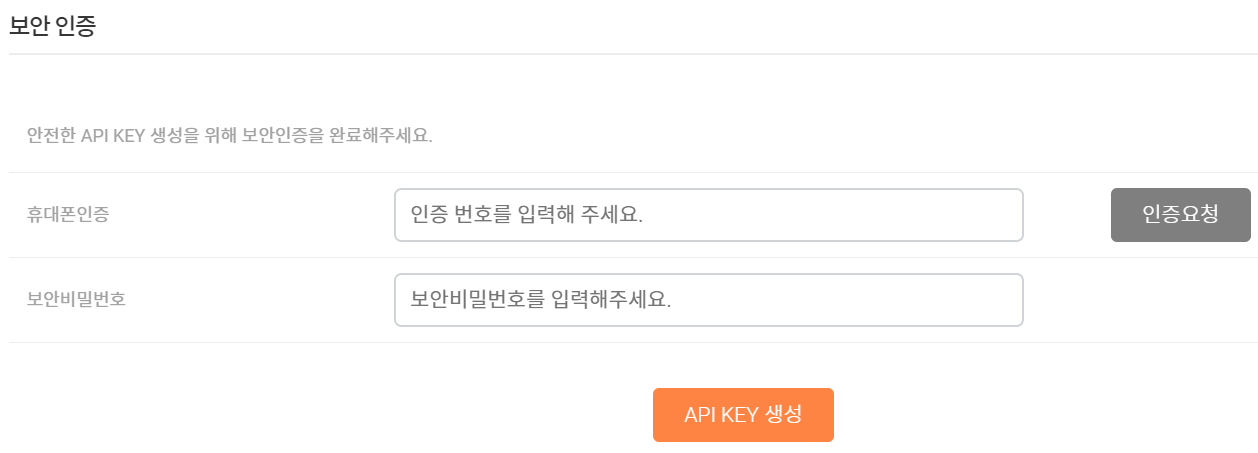 보안 인증
안전한 API KEY 생성을 위해 보안인증을 완료해주세요.
휴대폰인증
인증 번호를 입력해 주세요.
인증요청
보안비밀번호
보안비밀번호를 입력해주세요.
API KEY 생성